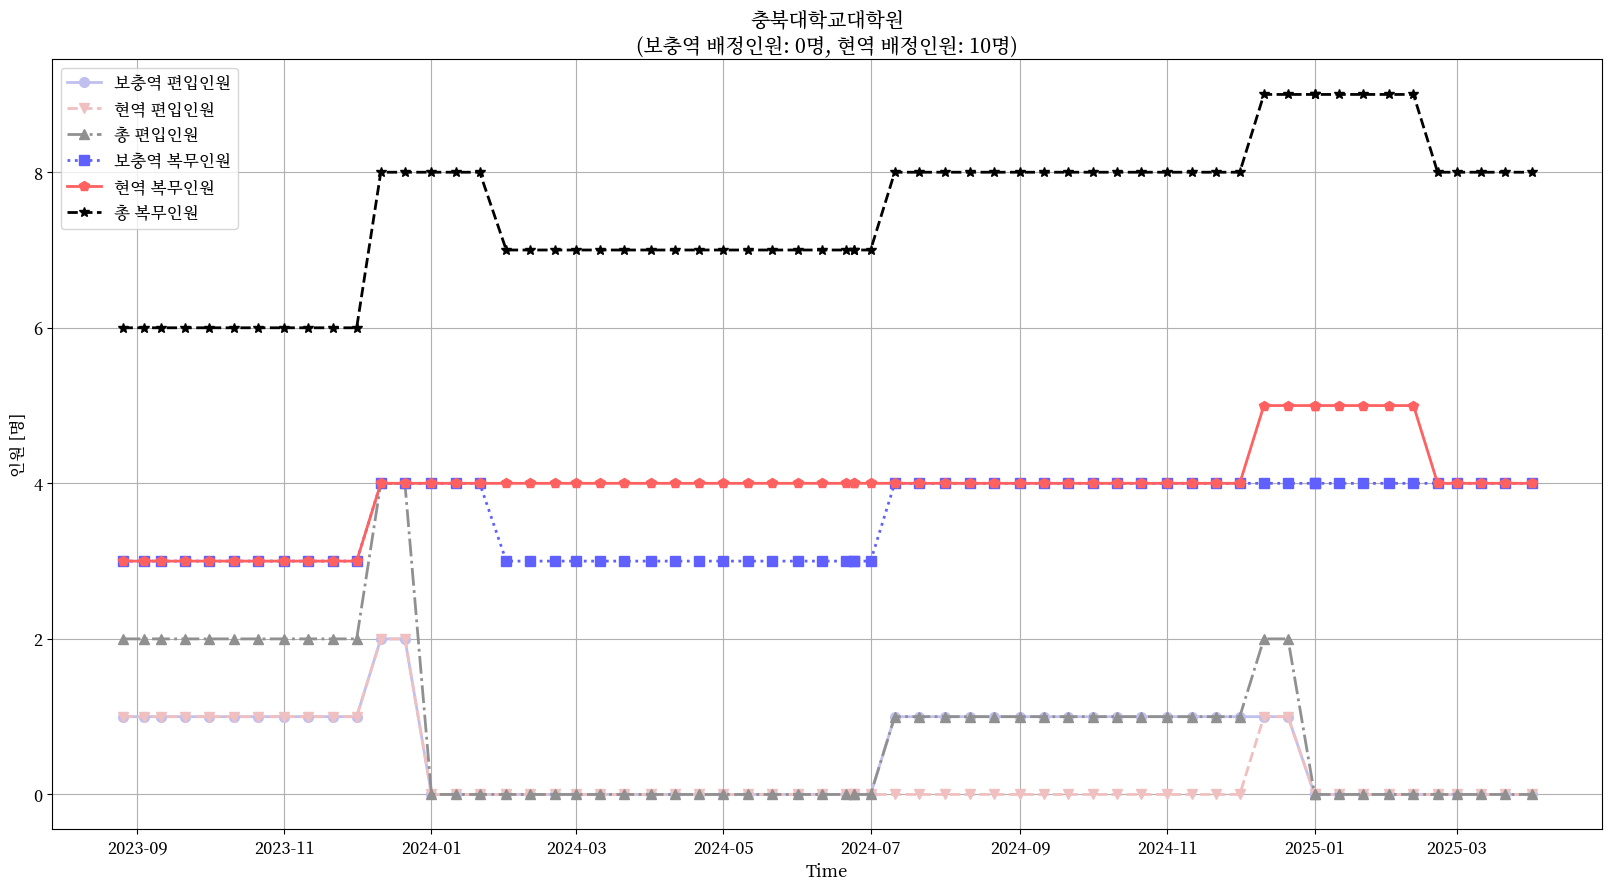 충북대학교대학원
(보충역 배정인원: 0명, 현역 배정인원: 10명)
보충역 편입인원
현역 편입인원
총 편입인원
보충역 복무인원
현역 복무인원
총 복무인원
인원 [명]
8
6
4
2
0
2023-09
2023-11
2024-01
2024-03
2024-05
2024-07
2024-09
2024-11
2025-01
2025-03
Time